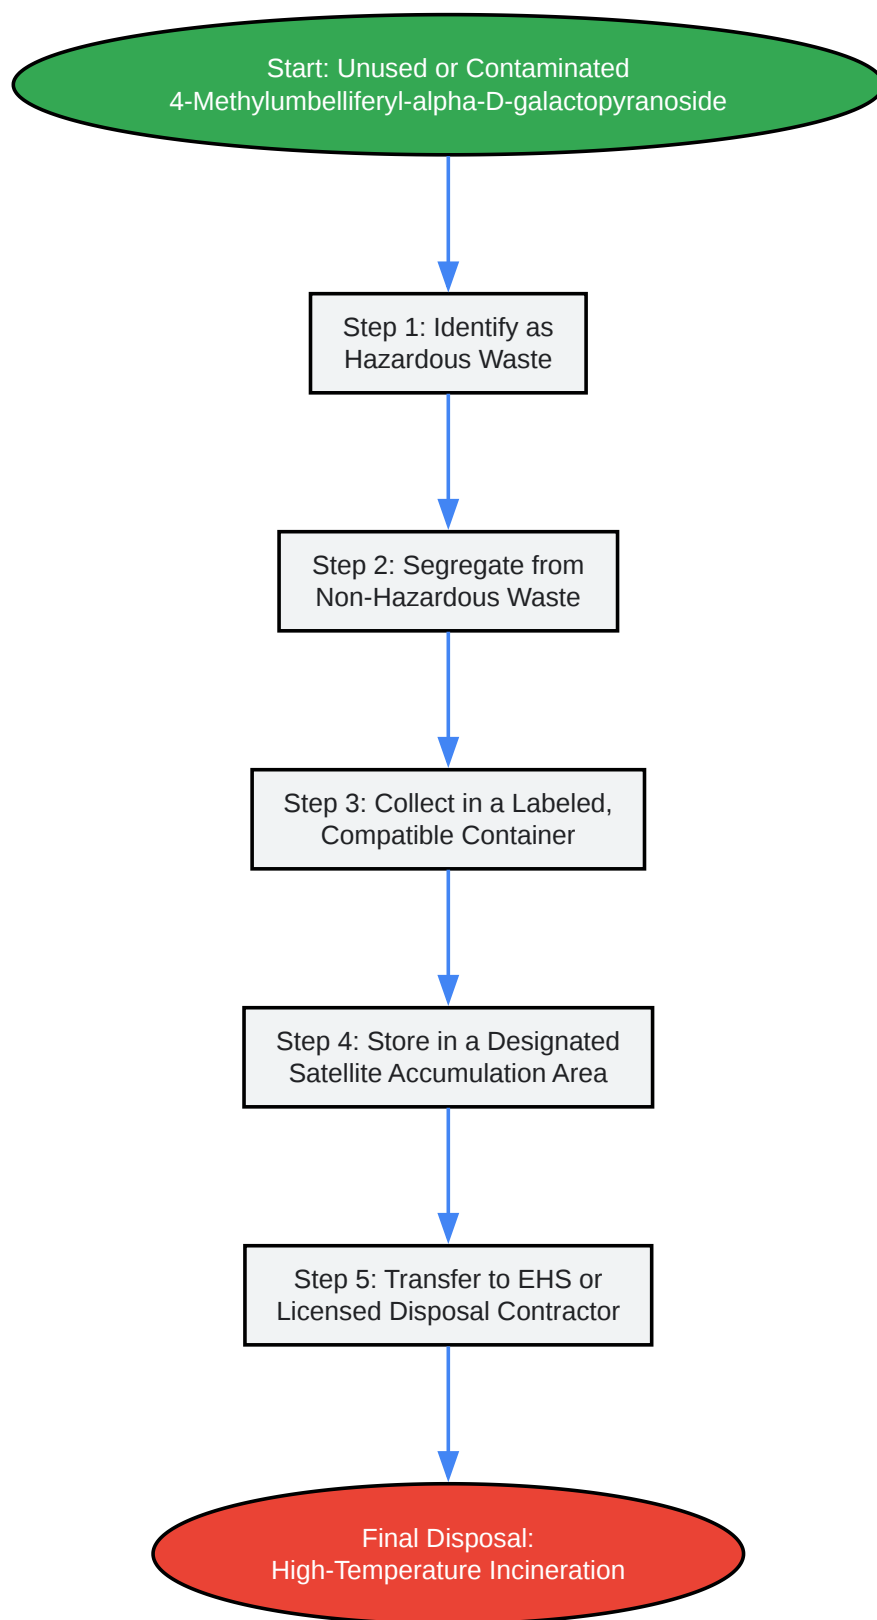 Start: Unused or Contaminated
4-Methylumbelliferyl-alpha-D-galactopyranoside
Step 1: Identify as
Hazardous Waste
Step 2: Segregate from
Non-Hazardous Waste
Step 3: Collect in a Labeled,
Compatible Container
Step 4: Store in a Designated
Satellite Accumulation Area
Step 5: Transfer to EHS or
Licensed Disposal Contractor
Final Disposal:
High-Temperature Incineration